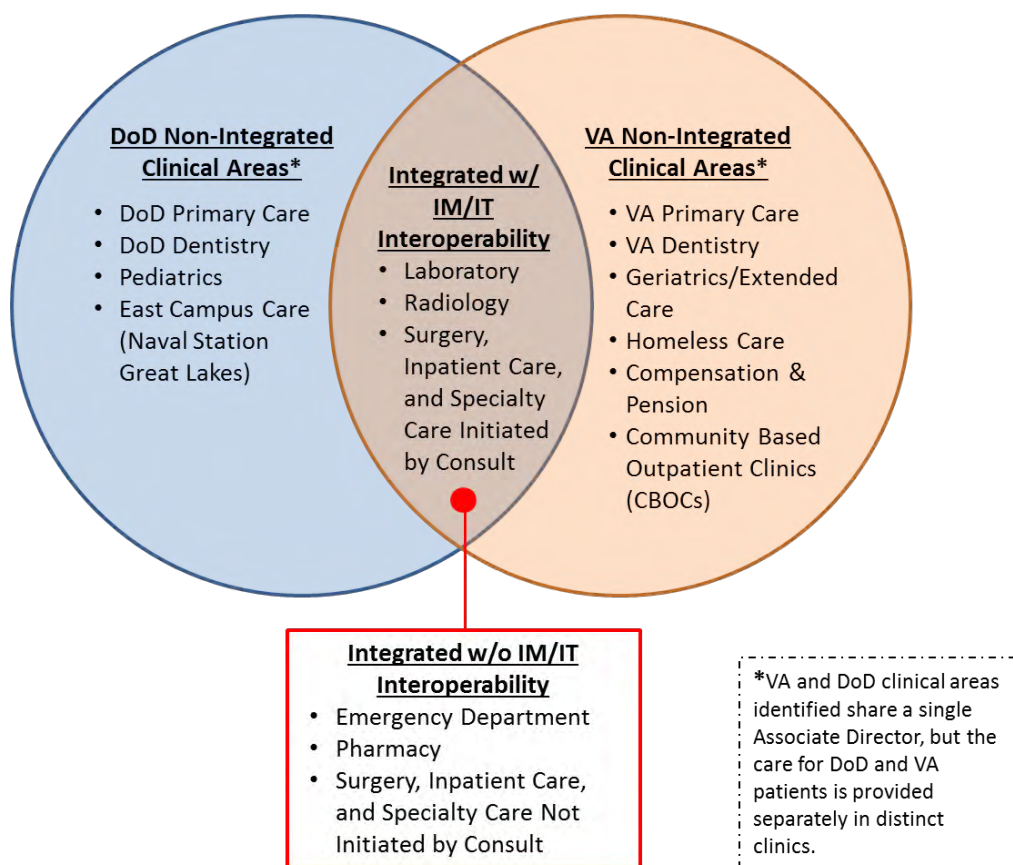 DoD Non-Integrated
Clinical Areas*
• DoD Primary Care
• DoD Dentistry
• Pediatrics
• East Campus Care
(Naval Station
Great Lakes)
Integrated w/
IM/IT
Interoperability
• Laboratory
• Radiology
• Surgery,
Inpatient Care,
and Specialty
Care Initiated
by Consult
VA Non-Integrated
Clinical Areas*
• VA Primary Care
• VA Dentistry
• Geriatrics/Extended
Care
• Homeless Care
• Compensation &
Pension
• Community Based
Outpatient Clinics
(CBOCs)
Integrated w/o IM/IT
Interoperability
• Emergency Department
• Pharmacy
• Surgery, Inpatient Care,
and Specialty Care Not
Initiated by Consult
*VA and DoD clinical areas
identified share a single
Associate Director, but the
care for DoD and VA
patients is provided
separately in distinct
clinics.